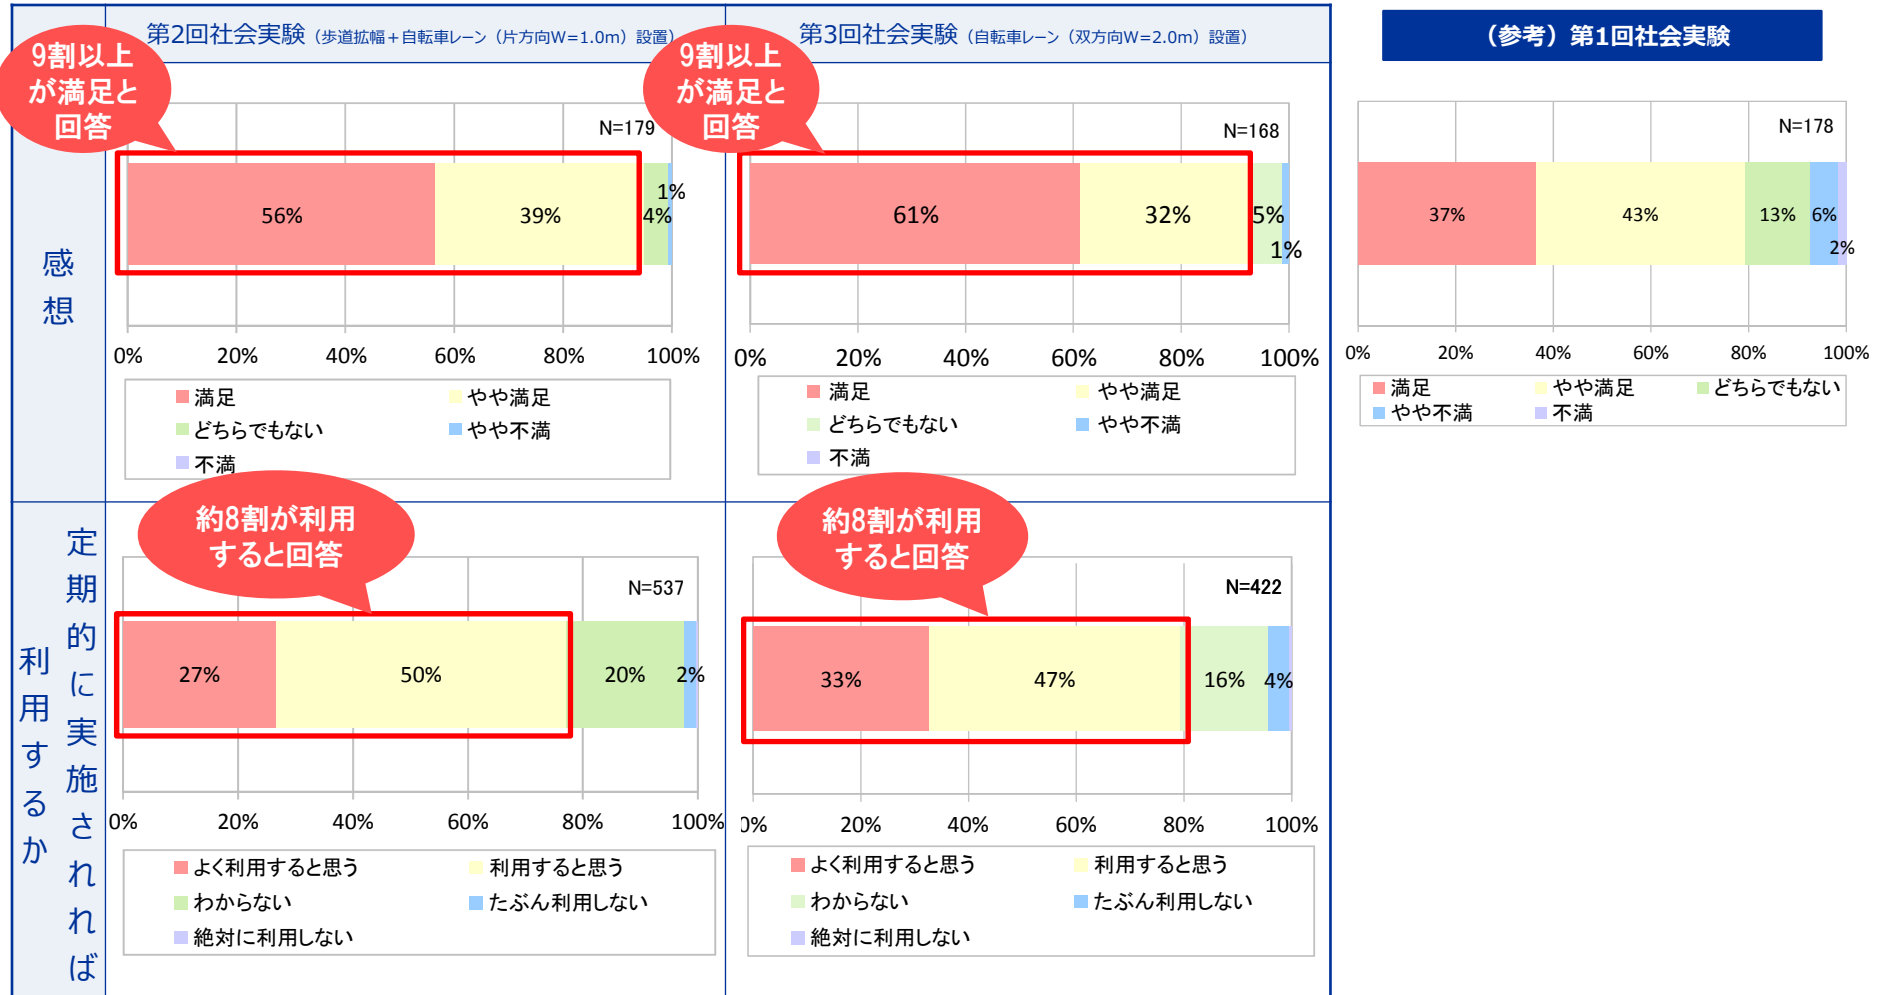 第2回社会実験（歩道拡幅+自転車レーン（片方向W=1.0m）設置）
第3回社会実験（自転車レーン（双方向W=2.0m）設置）
（参考）第1回社会実験
感想
9割以上
が満足と
回答
N=179
56%
39%
4%
1%
0% 20% 40% 60% 80% 100%
満足 やや満足
どちらでもない やや不満
不満
9割以上
が満足と
回答
N=168
61%
32%
5%
1%
0% 20% 40% 60% 80% 100%
満足 やや満足
どちらでもない やや不満
不満
N=178
37%
43%
13%
6%
2%
0% 20% 40% 60% 80% 100%
満足 やや満足 どちらでもない
やや不満 不満
定期的に実施されれば
利用するか
約8割が利用
すると回答
N=537
27%
50%
20%
2%
0% 20% 40% 60% 80% 100%
よく利用すると思う 利用すると思う
わからない たぶん利用しない
絶対に利用しない
約8割が利用
すると回答
N=422
33%
47%
16%
4%
0% 20% 40% 60% 80% 100%
よく利用すると思う 利用すると思う
わからない たぶん利用しない
絶対に利用しない